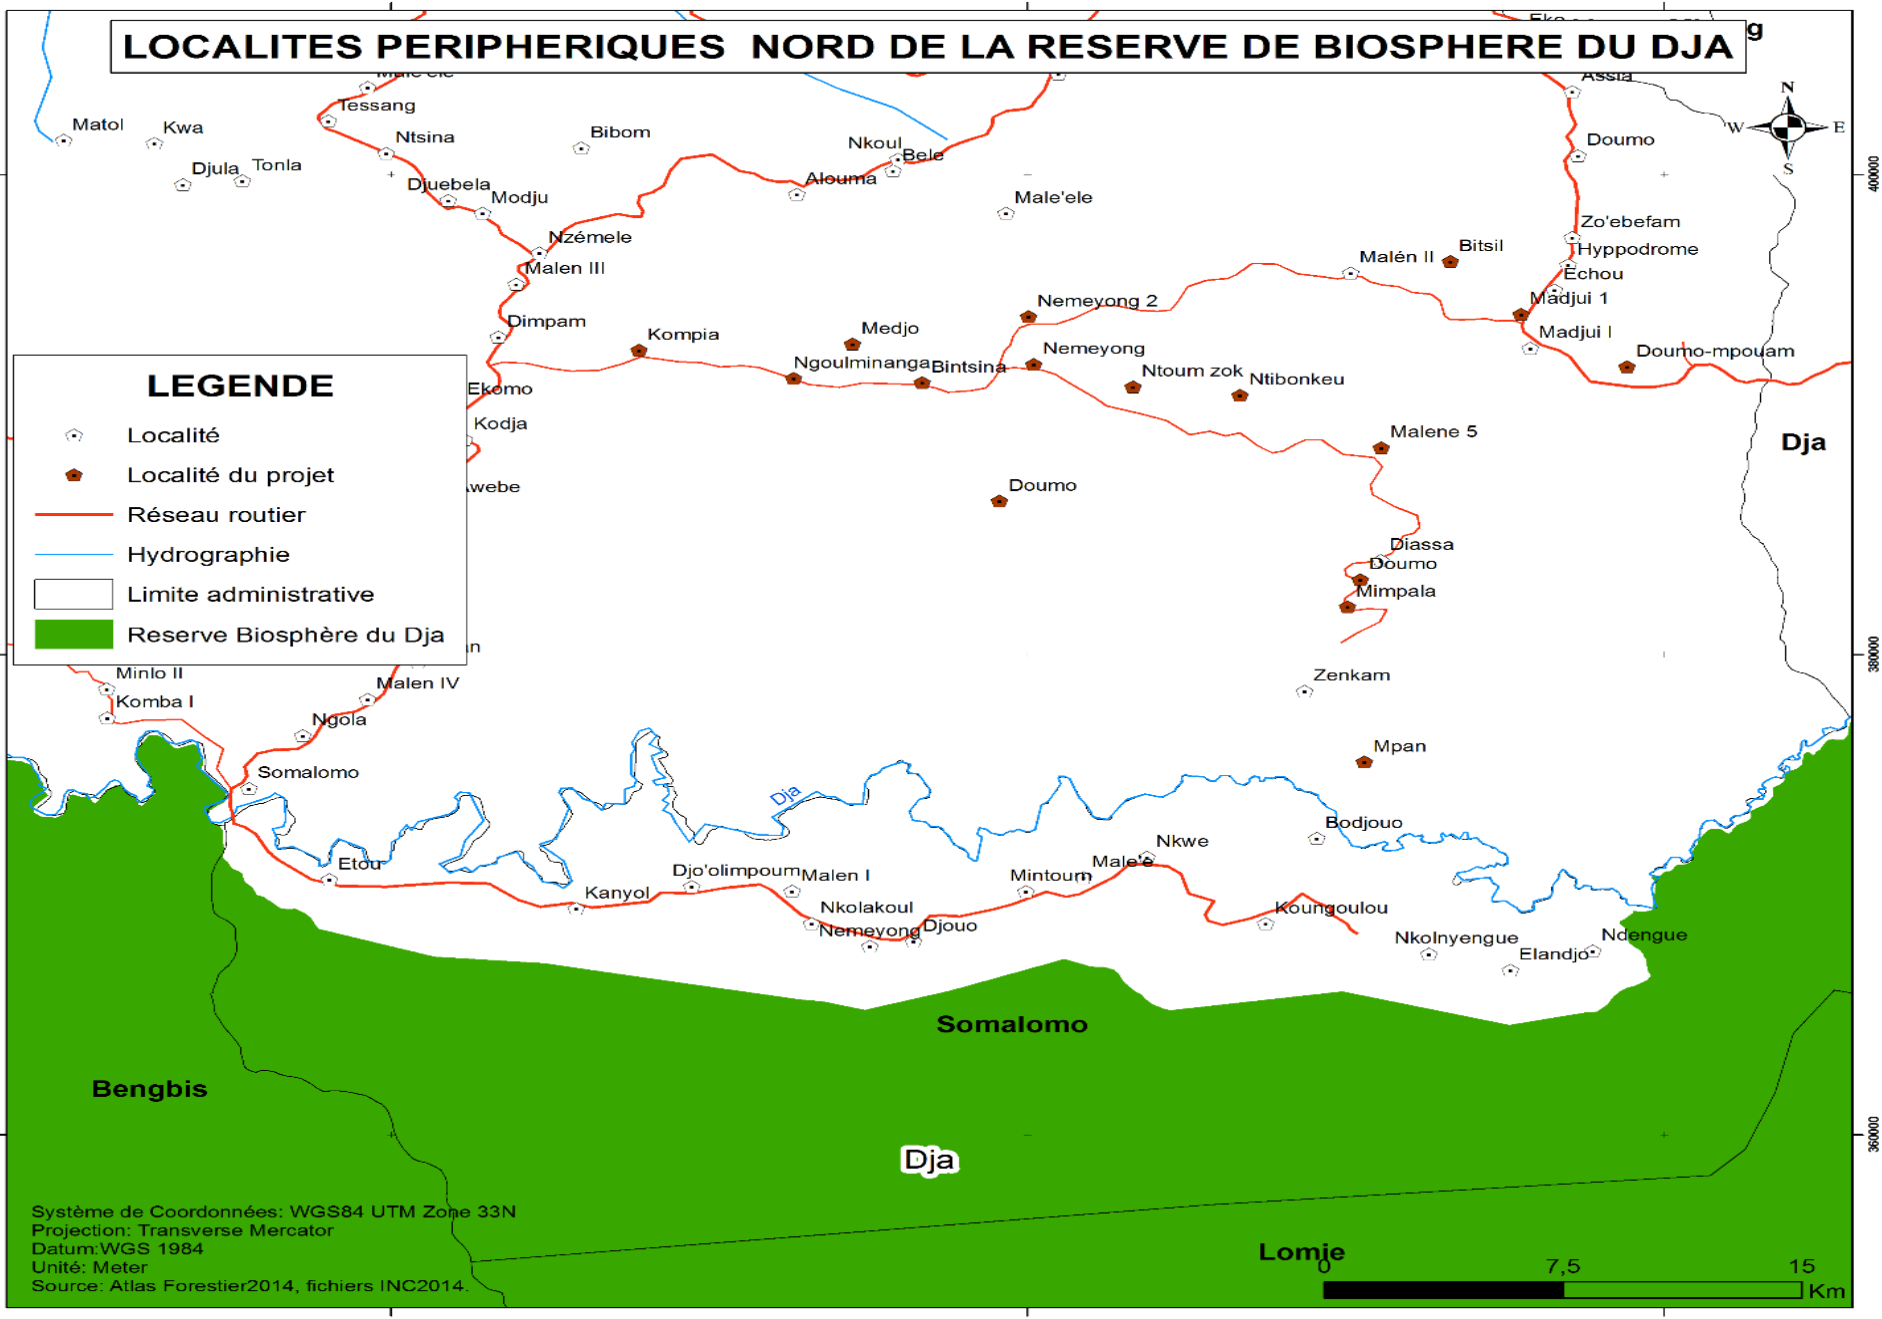 LOCALITES PERIPHERIQUES NORD DE LA RESERVE DE BIOSPHERE DU DJA
g
Assia
Tessang
Matol
Kwa
Ntsina
Bibom
Nkoul
Bele
Doumo
N
W
E
S
Djula
Tonla
Djuebela
Modju
Alouma
Male'ele
400000
Nzémele
Malen III
Zo'ebefam
Hyppodrome
Echou
Malén II
Bitsil
Madjui 1
Madjui I
Dimpam
Kompia
Medjo
Nemeyong 2
Ngoulminanga
Bintsina
Nemeyong
Ntoum zok
Ntibonkeu
Doumo-mpouam
Ekomo
Kodja
Malene 5
Dja
Doumo
LEGENDE
Localité
Localité du projet
Réseau routier
Hydrographie
Limite administrative
Reserve Biosphère du Dja
Diassa
Doumo
Mimpala
380000
Minlo II
Komba I
Malen IV
Ngola
Zenkam
Mpan
Somalomo
Dja
Bodjouo
Etou
Djo'olimpoum
Malen I
Kanyol
Nkolakoul
Nemeyong
Djouo
Mintoum
Male'e
Nkwe
Koungoulou
Nkolnyengue
Elandjo
Ndengue
Somalomo
Bengbis
Dja
360000
Lomie
Système de Coordonnées: WGS84 UTM Zone 33N
Projection: Transverse Mercator
Datum:WGS 1984
Unité: Meter
Source: Atlas Forestier2014, fichiers INC2014.
0 7,5 15
Km